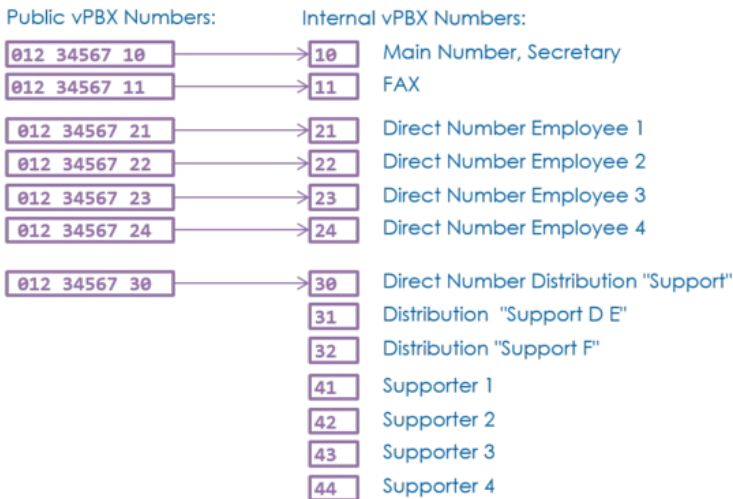 Public vPBX Numbers: Internal vPBX Numbers:
012 34567 10 10 Main Number, Secretary
012 34567 11 11 FAX
012 34567 21 21 Direct Number Employee 1
012 34567 22 22 Direct Number Employee 2
012 34567 23 23 Direct Number Employee 3
012 34567 24 24 Direct Number Employee 4
012 34567 30 30 Direct Number Distribution "Support"
31 Distribution "Support D E"
32 Distribution "Support F"
41 Supporter 1
42 Supporter 2
43 Supporter 3
44 Supporter 4